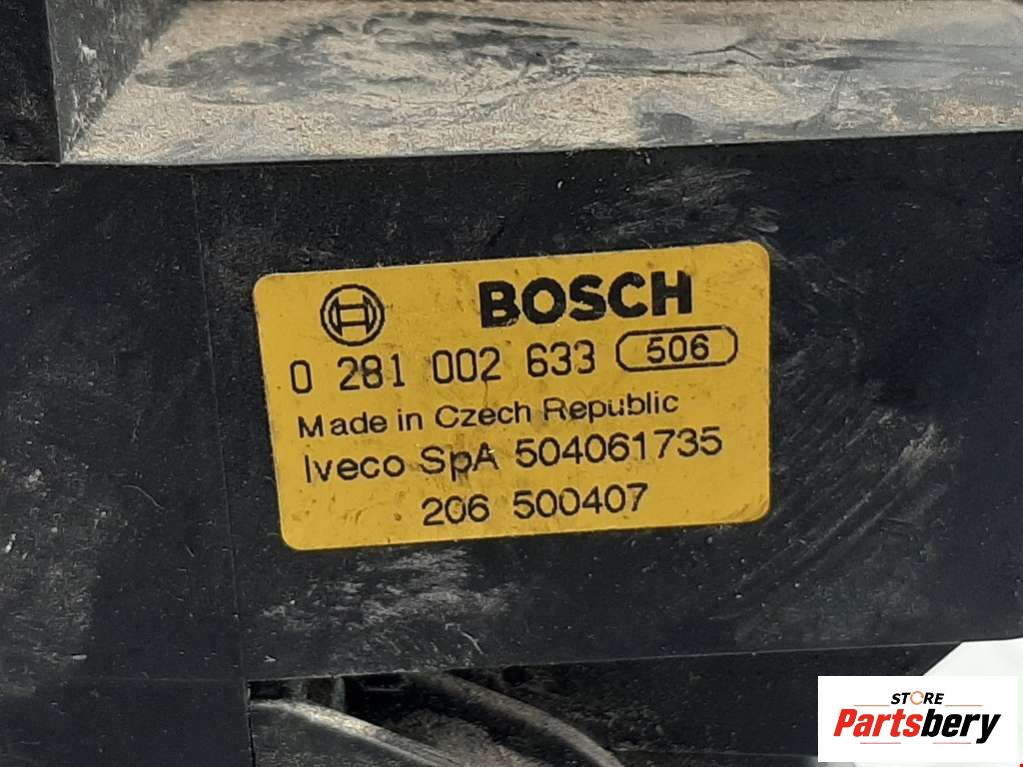 BOSCH
0 281 002 633 506
Made in Czech Republic
Iveco SpA 504061735
206 500407
STORE
Partsbery